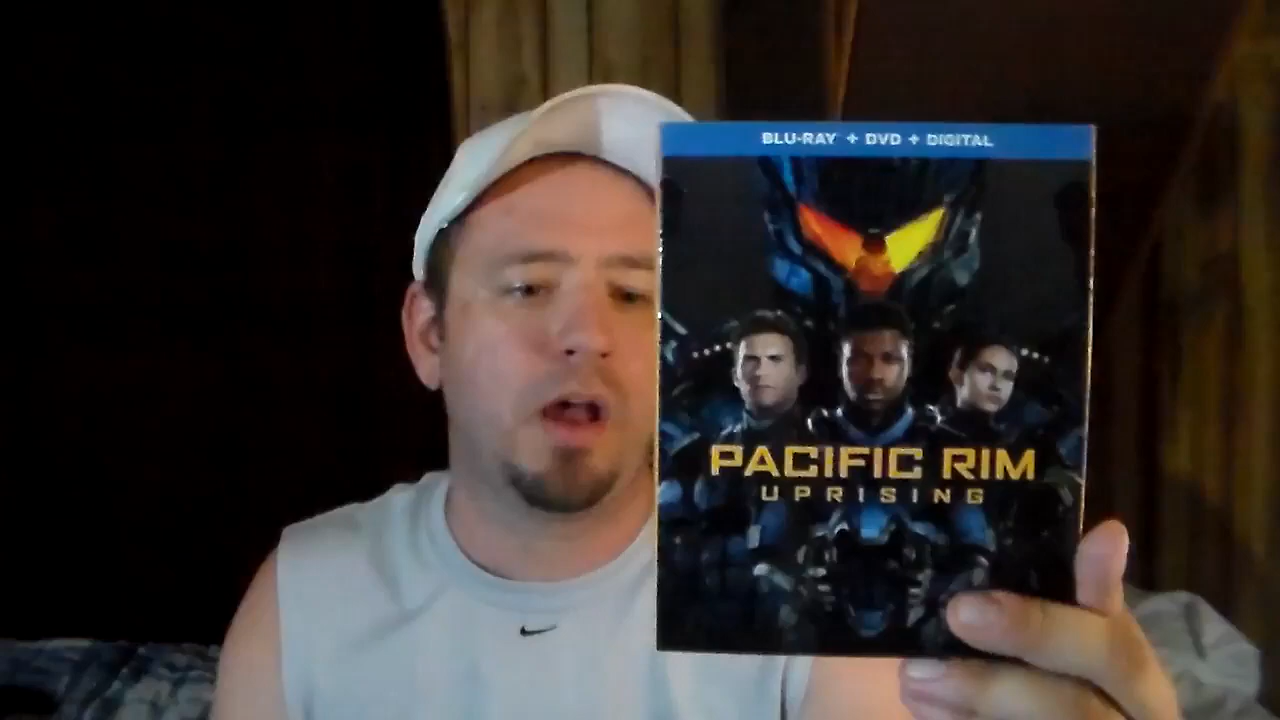 BLU-RAY + DVD + DIGITAL
PACIFIC RIM
UPRISING